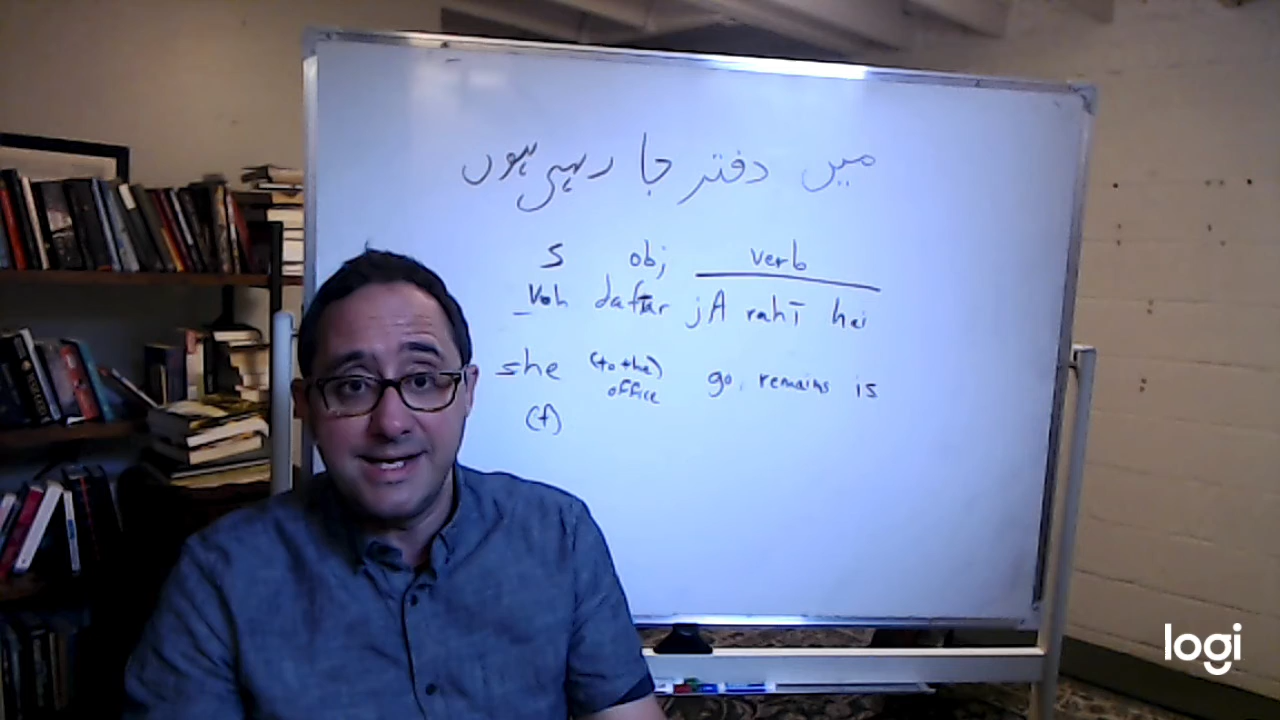 میں دفتر جا رہی ہوں
S obj verb
Voh daftar jA rahī hai
she (to the) office go, remains is
(f)
logi